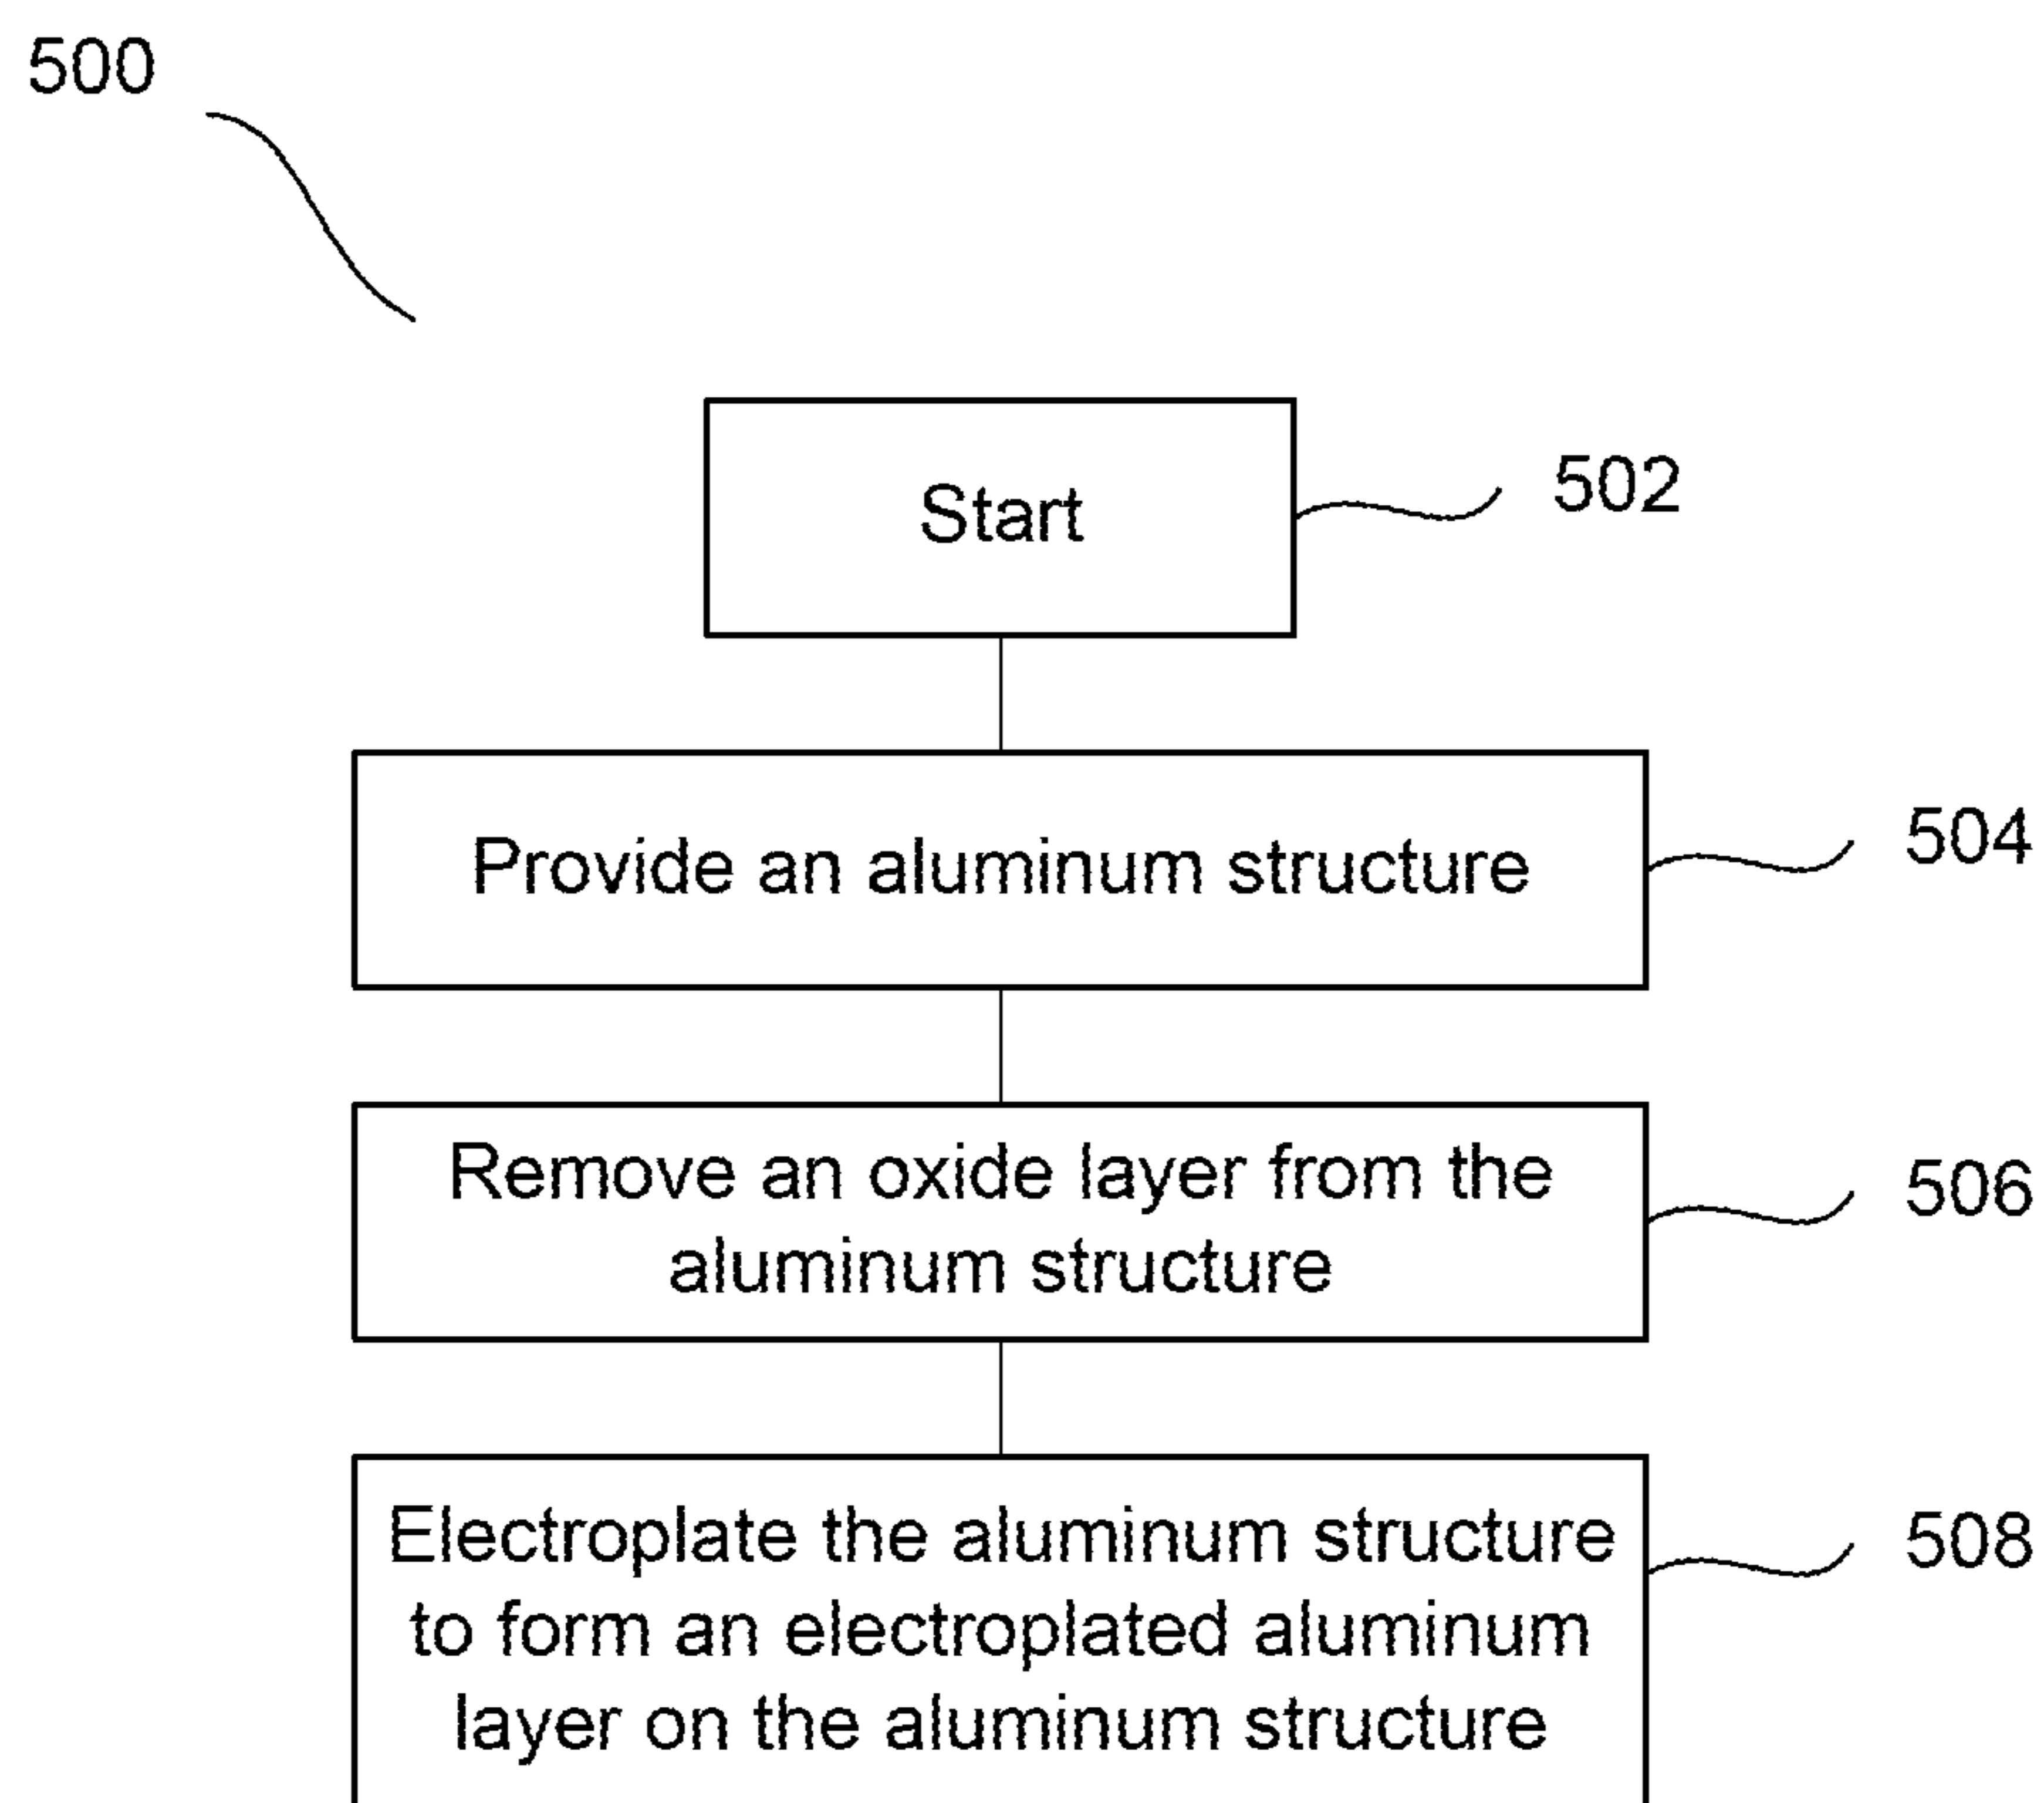 500
Start
502
Provide an aluminum structure
504
Remove an oxide layer from the
aluminum structure
506
Electroplate the aluminum structure
to form an electroplated aluminum
layer on the aluminum structure
508